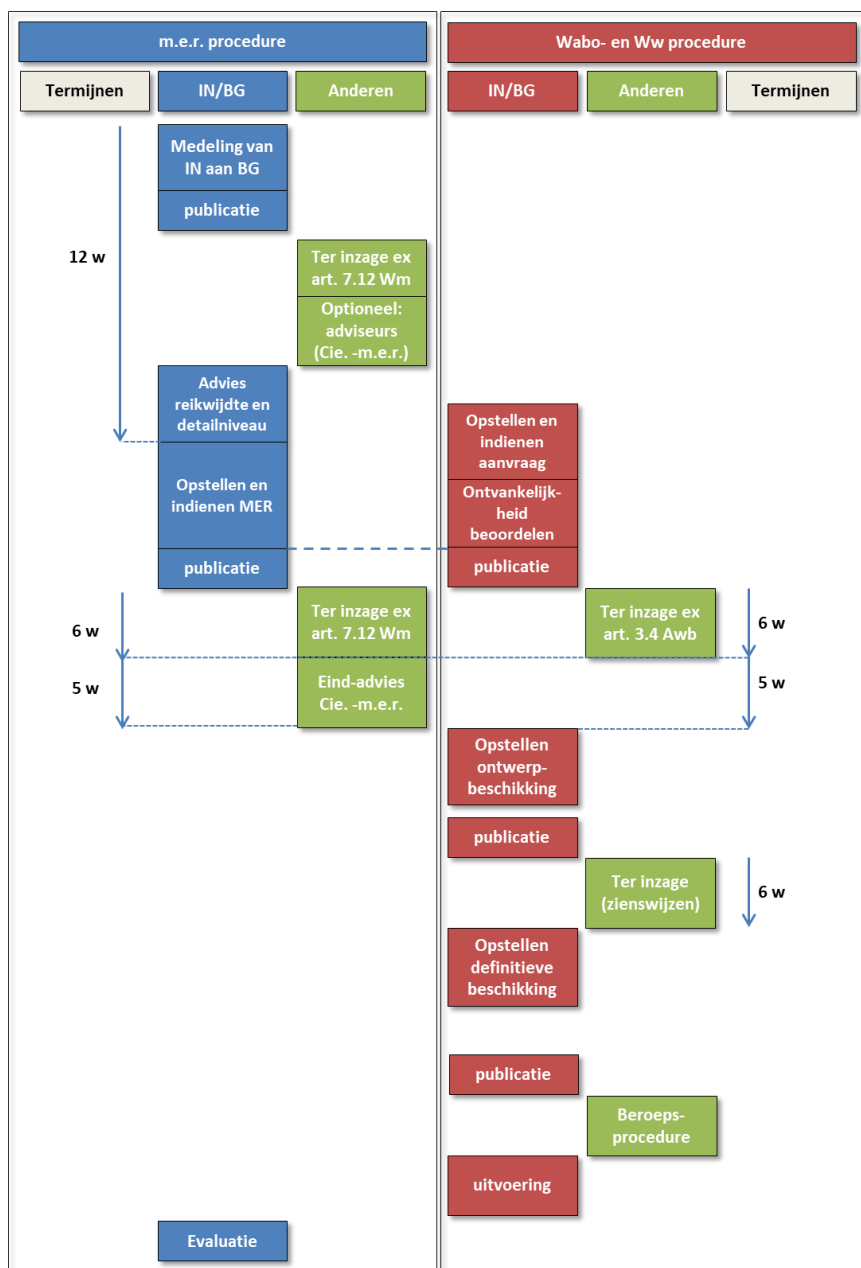 m.e.r. procedure
Wabo- en Ww procedure
Termijnen
IN/BG
Anderen
IN/BG
Anderen
Termijnen
Medeling van
IN aan BG
publicatie
12 w
Ter inzage ex
art. 7.12 Wm
Optioneel:
adviseurs
(Cie. -m.e.r.)
Advies
reikwijdte en
detailniveau
Opstellen en
indienen
aanvraag
Opstellen en
indienen MER
Ontvankelijk-
heid
beoordelen
publicatie
publicatie
6 w
Ter inzage ex
art. 7.12 Wm
Ter inzage ex
art. 3.4 Awb
6 w
5 w
Eind-advies
Cie. -m.e.r.
5 w
Opstellen
ontwerp-
beschikking
publicatie
Ter inzage
(zienswijzen)
6 w
Opstellen
definitieve
beschikking
publicatie
Beroeps-
procedure
uitvoering
Evaluatie